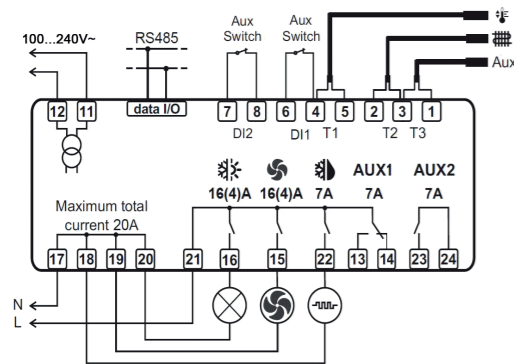 100...240V~
RS485
Aux
Switch
Aux
Switch
Aux
12
11
data I/O
7
8
6
4
5
2
3
1
DI2
DI1
T1
T2
T3
16(4)A
16(4)A
7A
AUX1
7A
AUX2
7A
Maximum total
current 20A
17
18
19
20
21
16
15
22
13
14
23
24
N
L